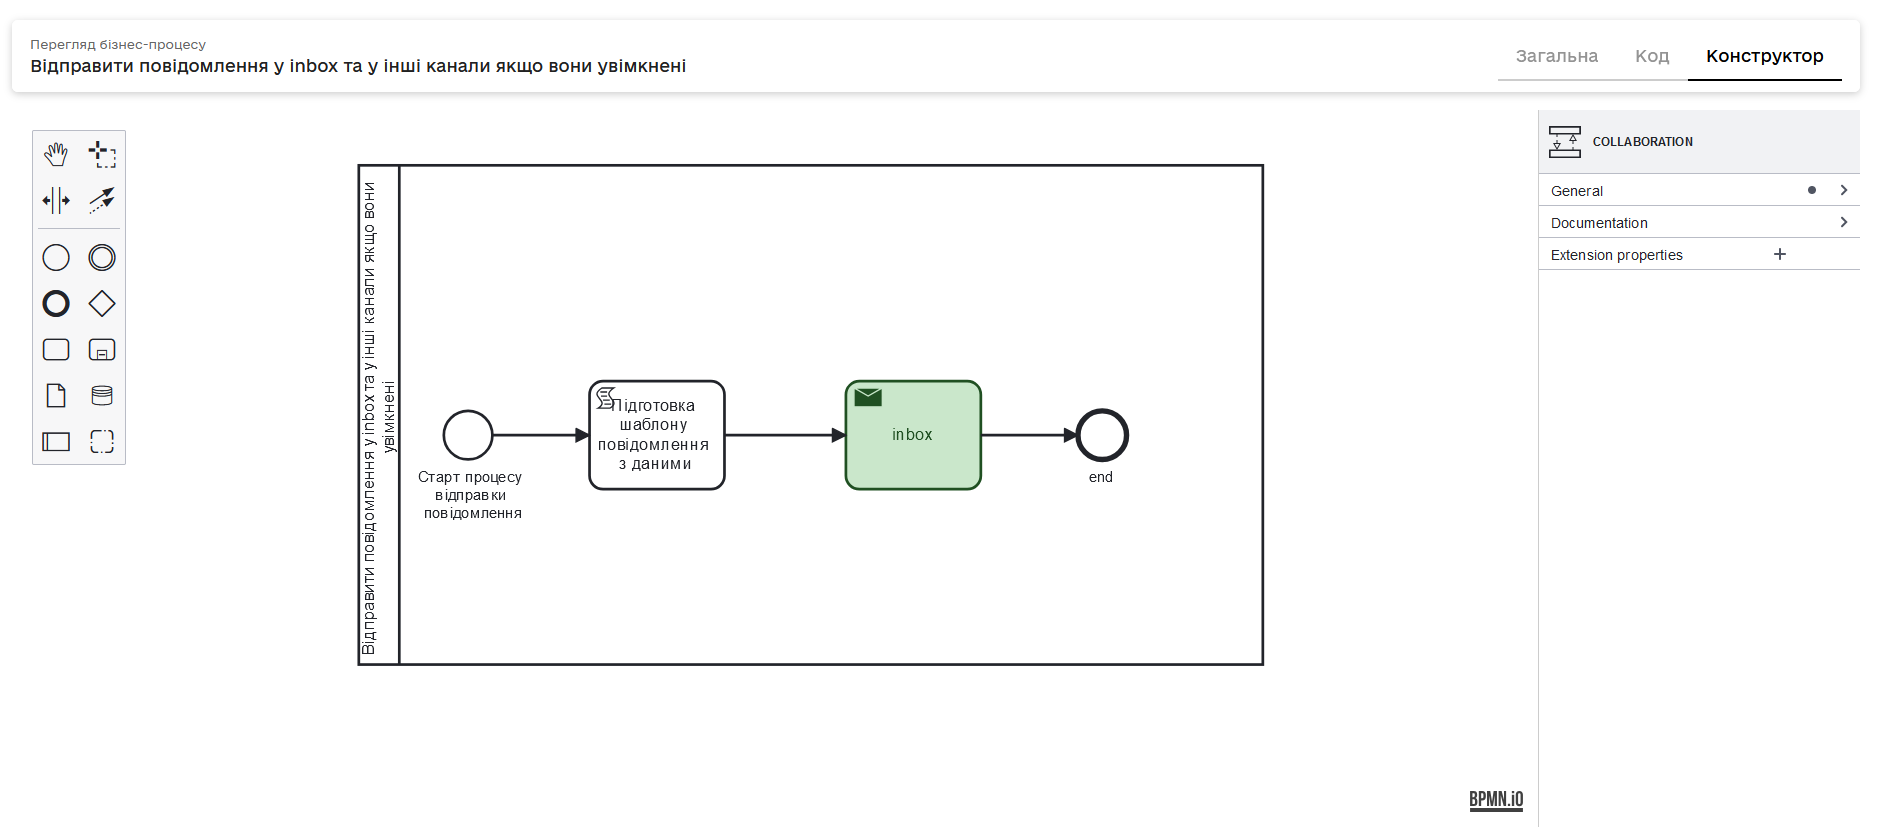 Перегляд бізнес-процесу
Відправити повідомлення у inbox та у інші канали якщо вони увімкнені
Загальна
Код
Конструктор
COLLABORATION
General
Documentation
Extension properties
Відправити повідомлення у inbox та у інші канали якщо вони
увімкнені
Старт процесу
відправки
повідомлення
Підготовка
шаблону
повідомлення
з даними
inbox
end
BPMN.iO